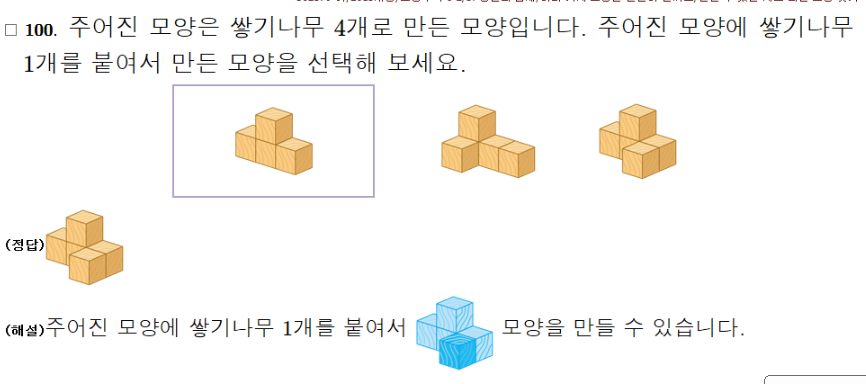 □ 100. 주어진 모양은 쌓기나무 4개로 만든 모양입니다. 주어진 모양에 쌓기나무
1개를 붙여서 만든 모양을 선택해 보세요.
(정답)
(해설)주어진 모양에 쌓기나무 1개를 붙여서 모양을 만들 수 있습니다.